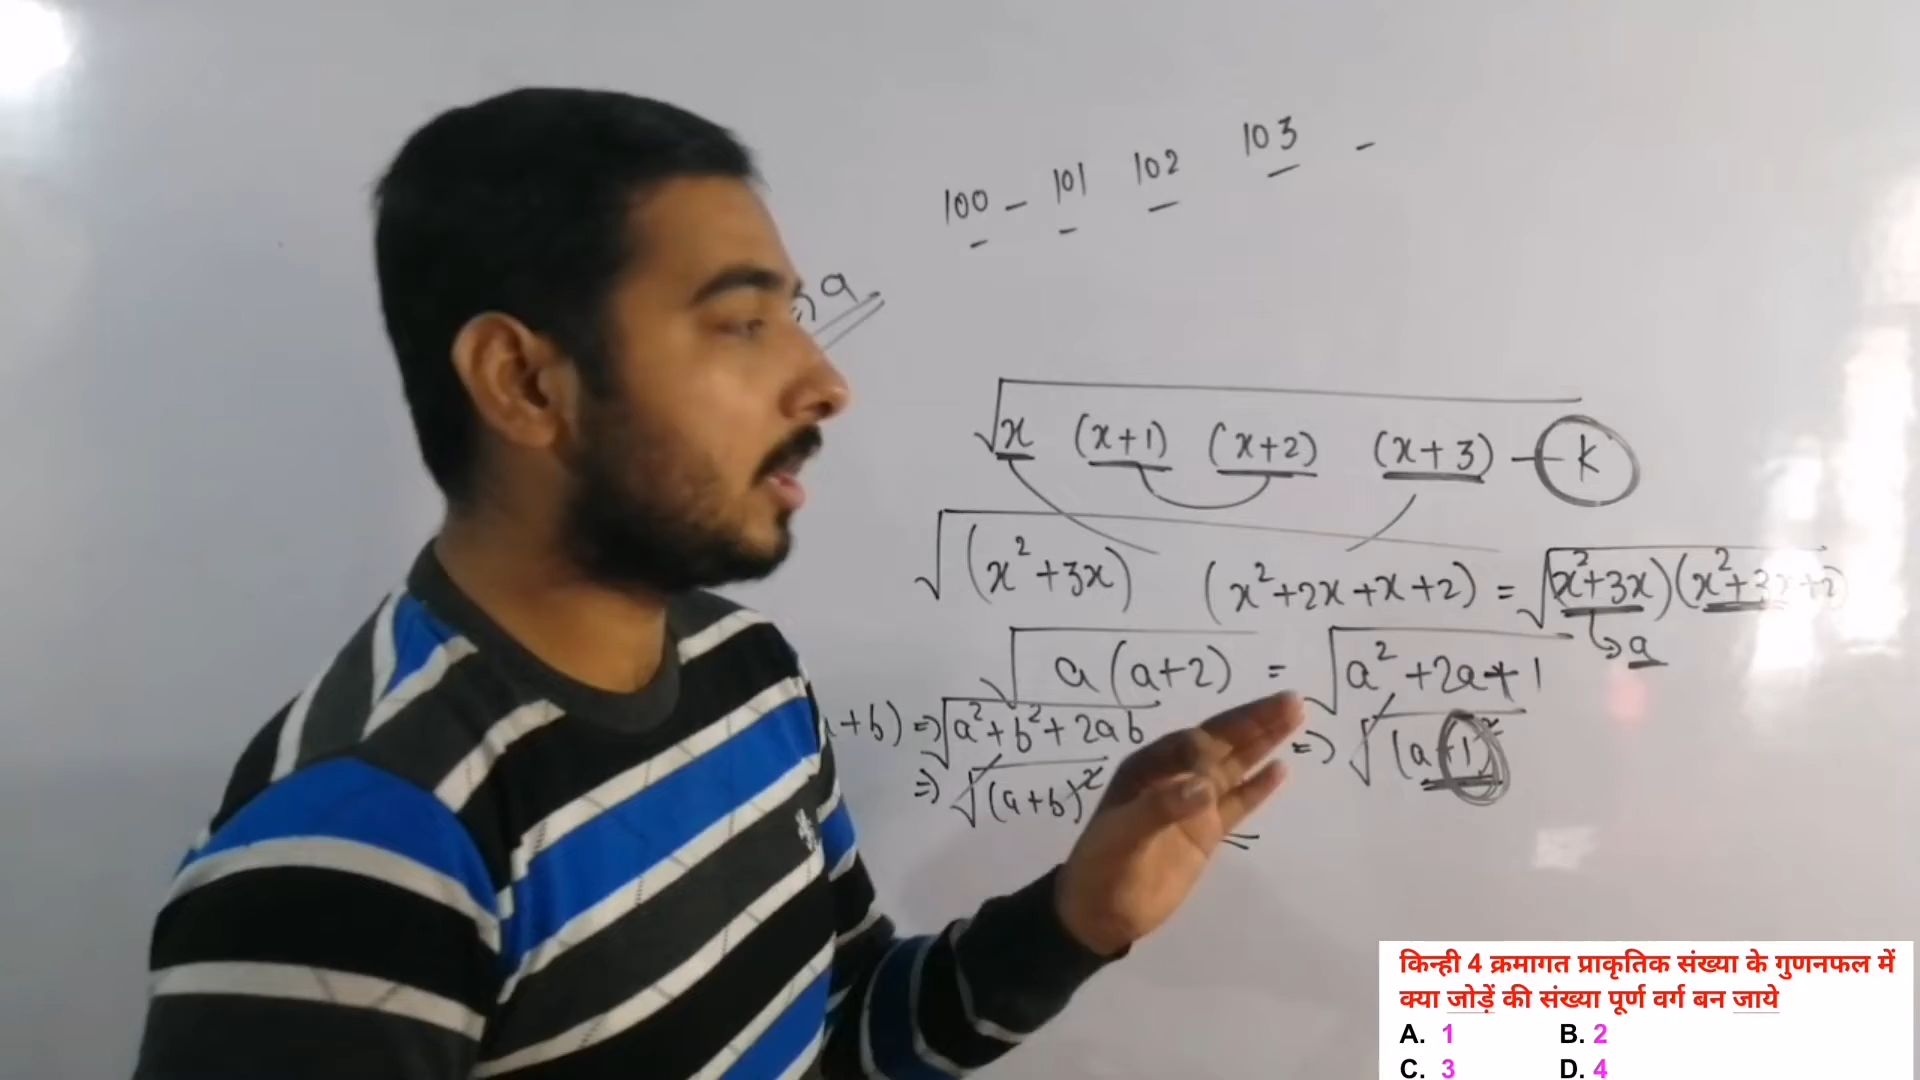 100 - 101 102 103 -
a
√x (x+1) (x+2) (x+3) - k
√(x²+3x) (x²+2x+x+2) = √x²+3x)(x²+3x+2)
→ a
√a(a+2) = √a²+2a+1
a+b) ⇒ √a²+b²+2ab ⇒ √(a+1)²
⇒ √(a+b)²
किन्ही 4 क्रमागत प्राकृतिक संख्या के गुणनफल में
क्या जोड़ें की संख्या पूर्ण वर्ग बन जाये
A. 1 B. 2
C. 3 D. 4